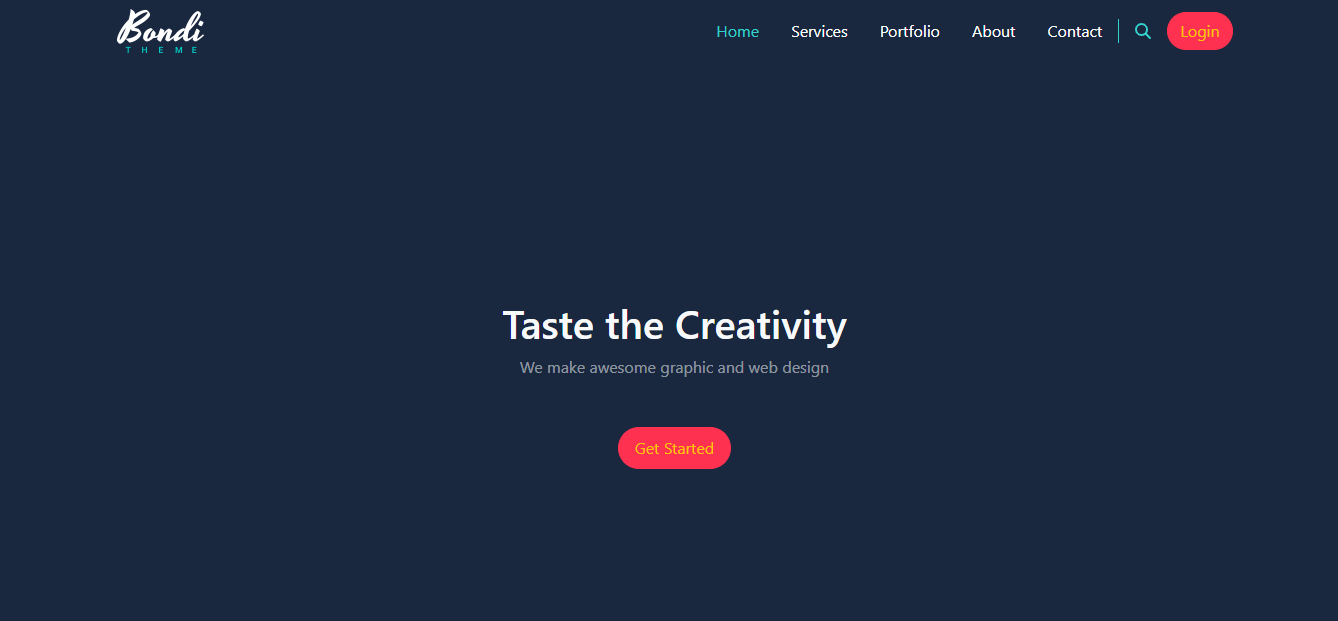 Bondi
THEME
Home Services Portfolio About Contact Login
Taste the Creativity
We make awesome graphic and web design
Get Started